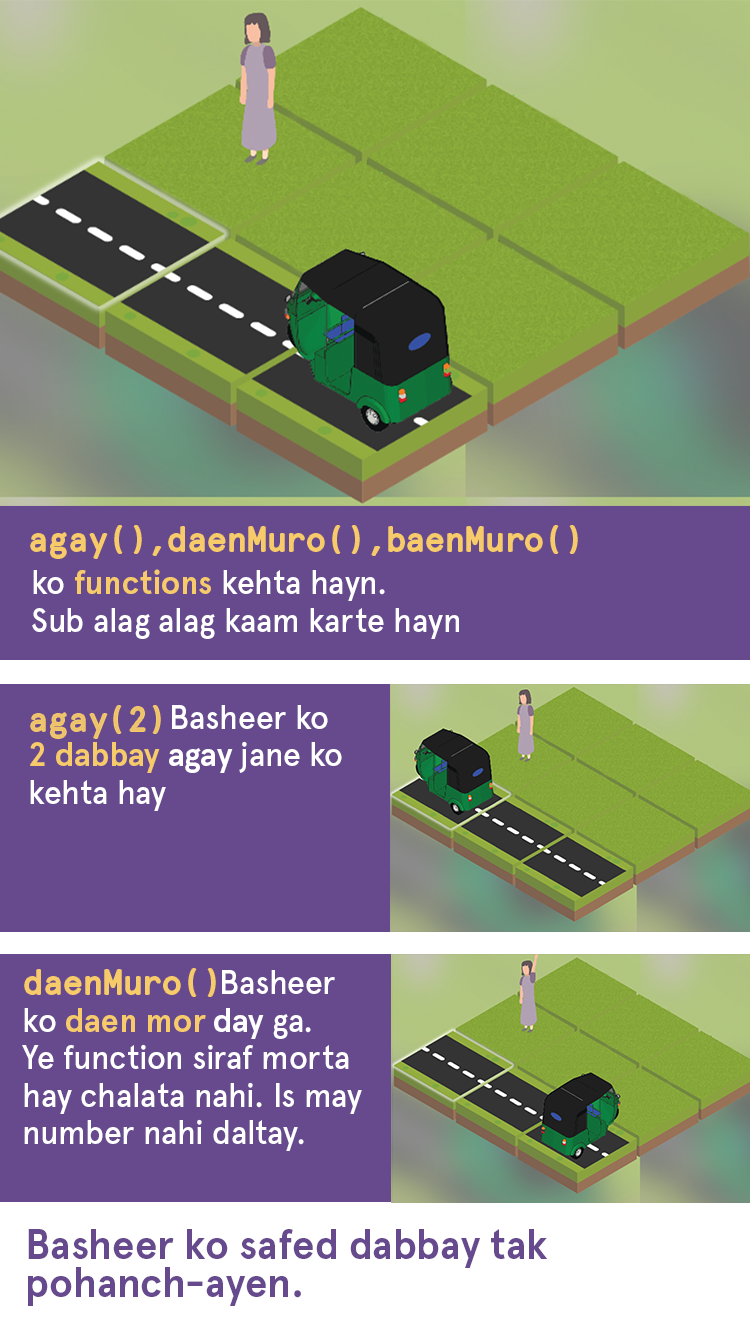 agay(),daenMuro(),baenMuro()
ko functions kehta hayn.
Sub alag alag kaam karte hayn
agay(2) Basheer ko
2 dabbay agay jane ko
kehta hay
daenMuro()Basheer
ko daen mor day ga.
Ye function siraf morta
hay chalata nahi. Is may
number nahi daltay.
Basheer ko safed dabbay tak
pohanch-ayen.